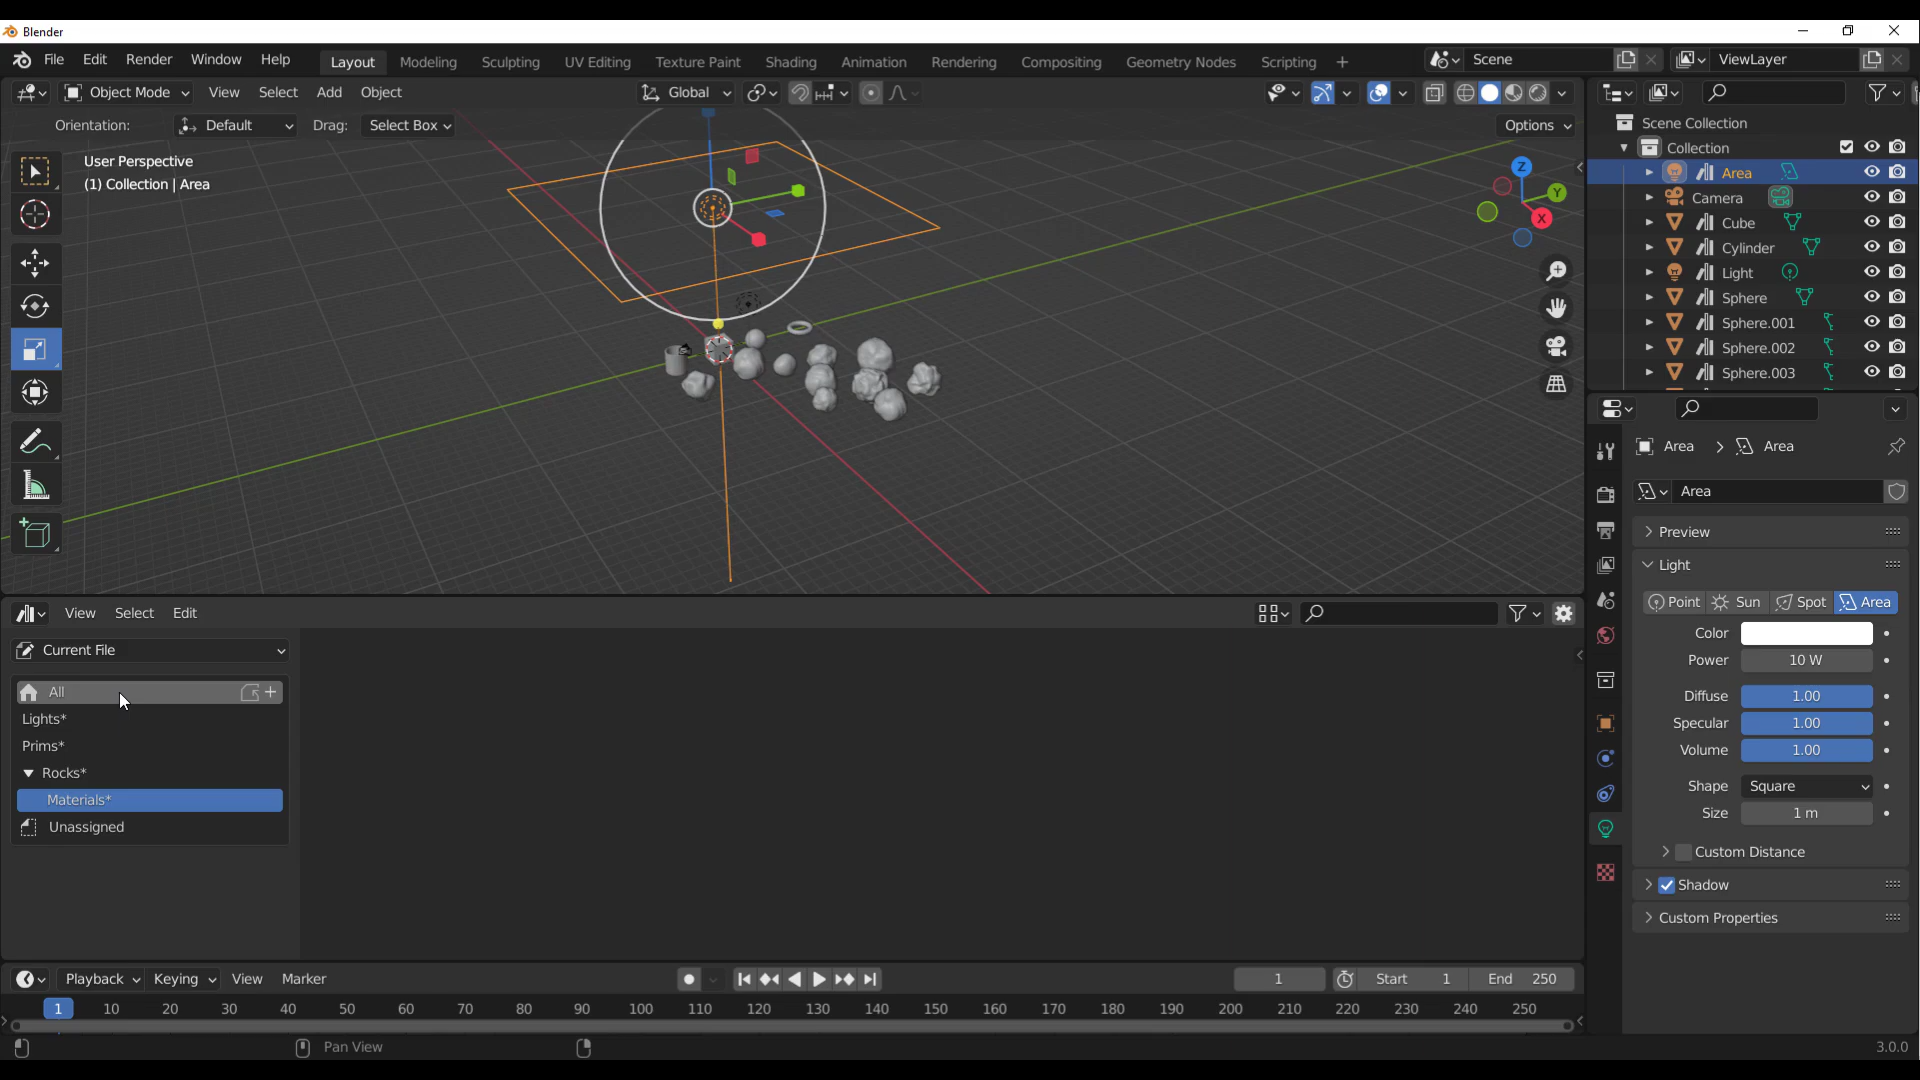 Blender
File Edit Render Window Help Layout Modeling Sculpting UV Editing Texture Paint Shading Animation Rendering Compositing Geometry Nodes Scripting + Scene ViewLayer
Object Mode View Select Add Object Global
Orientation: Default Drag: Select Box Options
User Perspective
(1) Collection | Area
Z
Y
X
Scene Collection
Collection
Area
Camera
Cube
Cylinder
Light
Sphere
Sphere.001
Sphere.002
Sphere.003
Area > Area
Area
Preview
Light
Point Sun Spot Area
Color
Power 10 W
Diffuse 1.00
Specular 1.00
Volume 1.00
Shape Square
Size 1 m
Custom Distance
Shadow
Custom Properties
View Select Edit
Current File
All
Lights*
Prims*
Rocks*
Materials*
Unassigned
Playback Keying View Marker 1 Start 1 End 250
1 10 20 30 40 50 60 70 80 90 100 110 120 130 140 150 160 170 180 190 200 210 220 230 240 250
Pan View 3.0.0